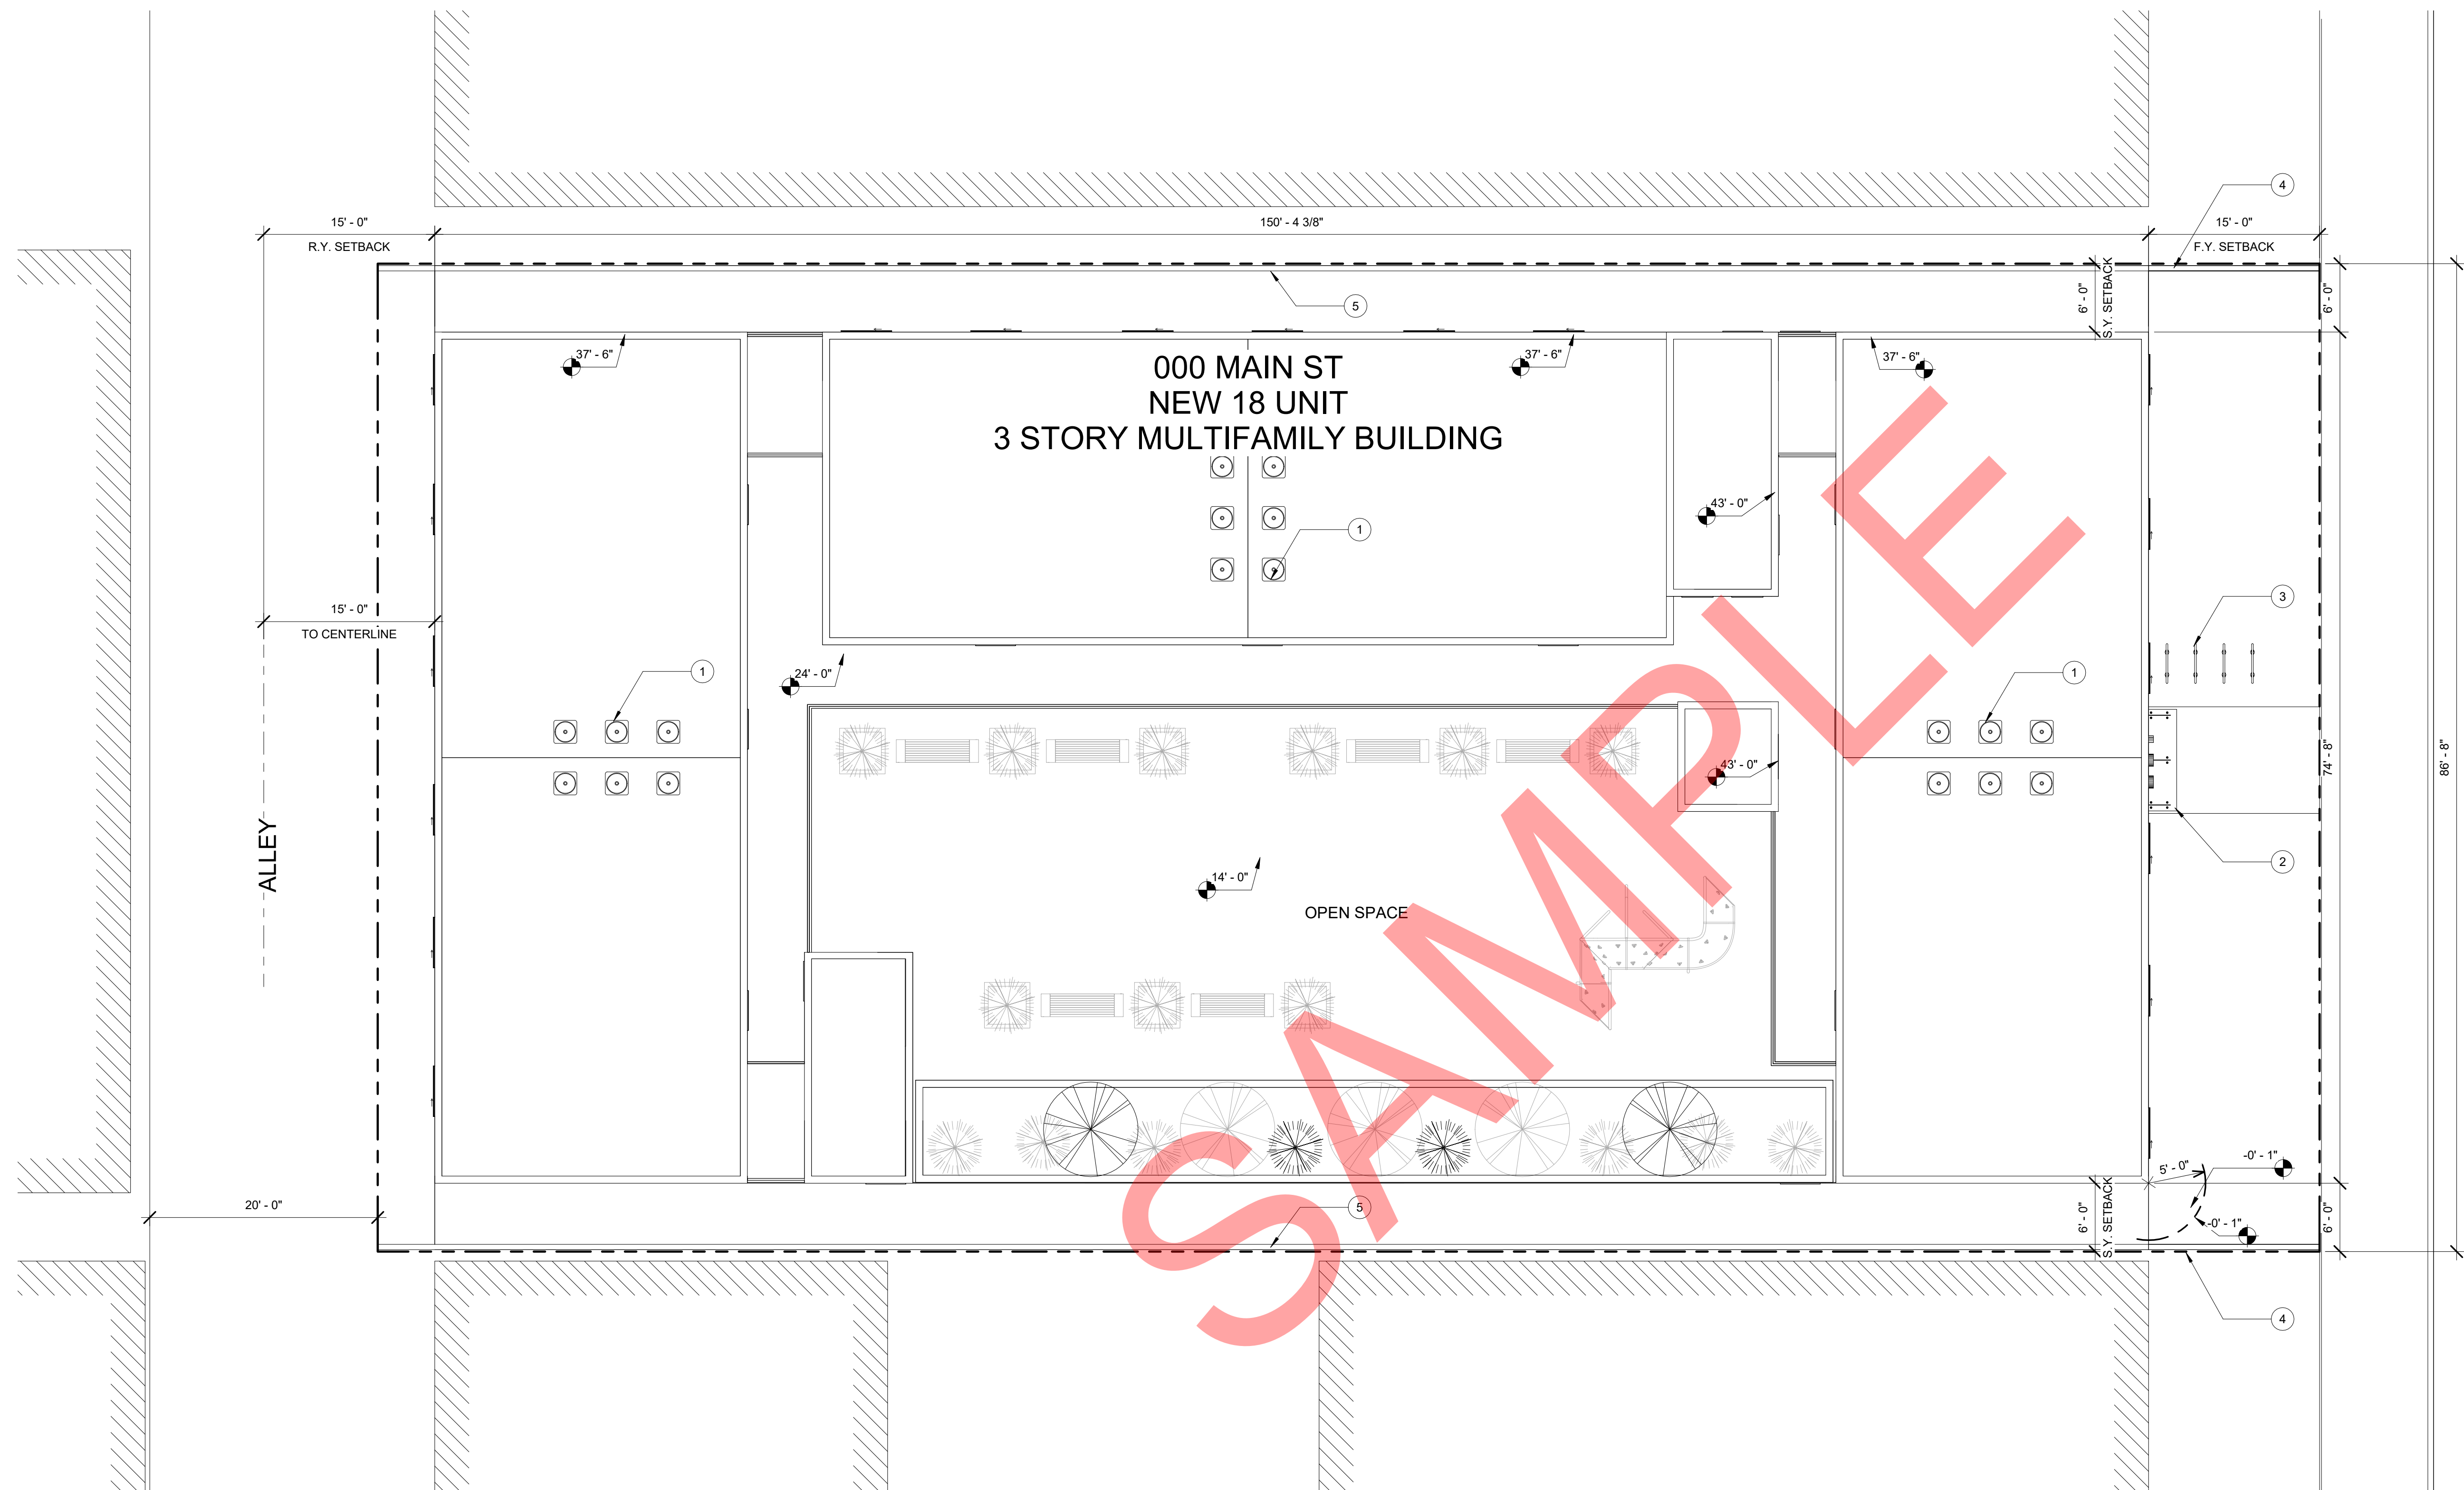 4
15' - 0"
150' - 4 3/8"
15' - 0"
R.Y. SETBACK
F.Y. SETBACK
6' - 0"
S.Y. SETBACK
6' - 0"
5
37' - 6"
37' - 6"
37' - 6"
000 MAIN ST
NEW 18 UNIT
3 STORY MULTIFAMILY BUILDING
43' - 0"
1
3
15' - 0"
TO CENTERLINE
1
24' - 0"
1
43' - 0"
74' - 8"
86' - 8"
ALLEY
2
14' - 0"
OPEN SPACE
SAMPLE
5' - 0"
-0' - 1"
20' - 0"
5
6' - 0"
S.Y. SETBACK
-0' - 1"
6' - 0"
4